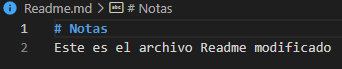 Readme.md > # Notas
1 # Notas
2 Este es el archivo Readme modificado